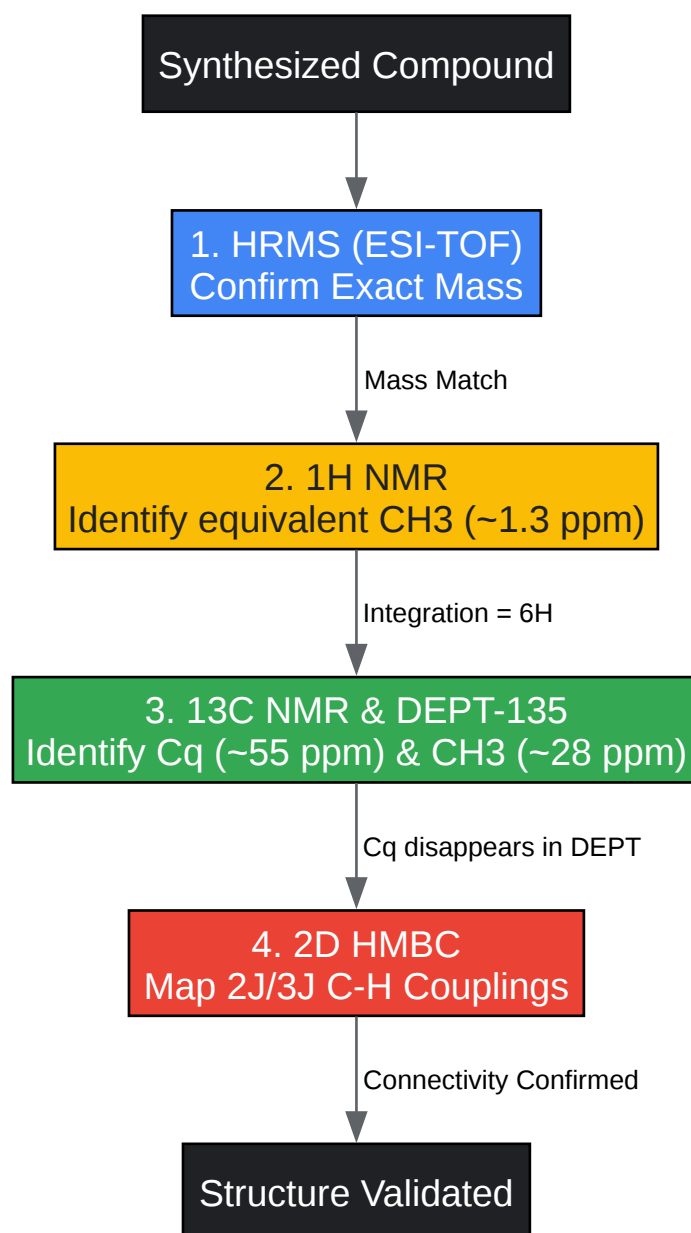 Synthesized Compound
1. HRMS (ESI-TOF)
Confirm Exact Mass
Mass Match
2. 1H NMR
Identify equivalent CH3 (~1.3 ppm)
Integration = 6H
3. 13C NMR & DEPT-135
Identify Cq (~55 ppm) & CH3 (~28 ppm)
Cq disappears in DEPT
4. 2D HMBC
Map 2J/3J C-H Couplings
Connectivity Confirmed
Structure Validated